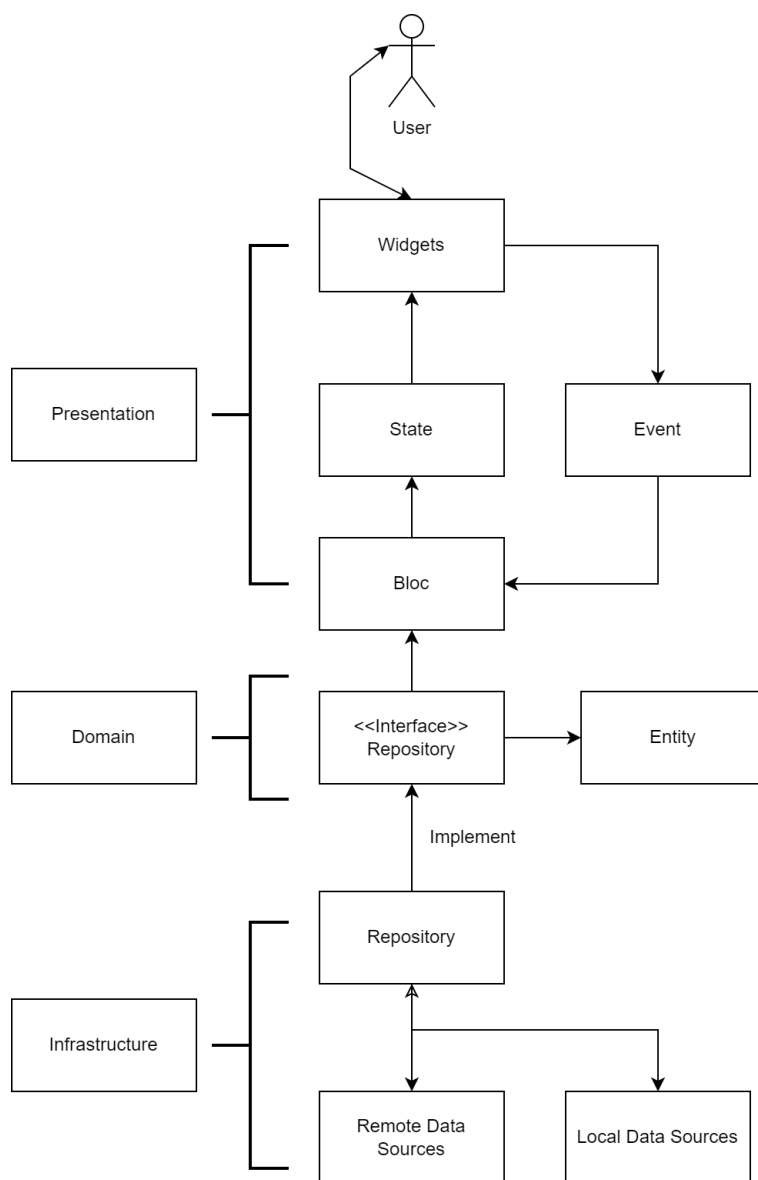 User
Widgets
Presentation
State
Event
Bloc
Domain
<<Interface>>
Repository
Entity
Implement
Repository
Infrastructure
Remote Data
Sources
Local Data Sources